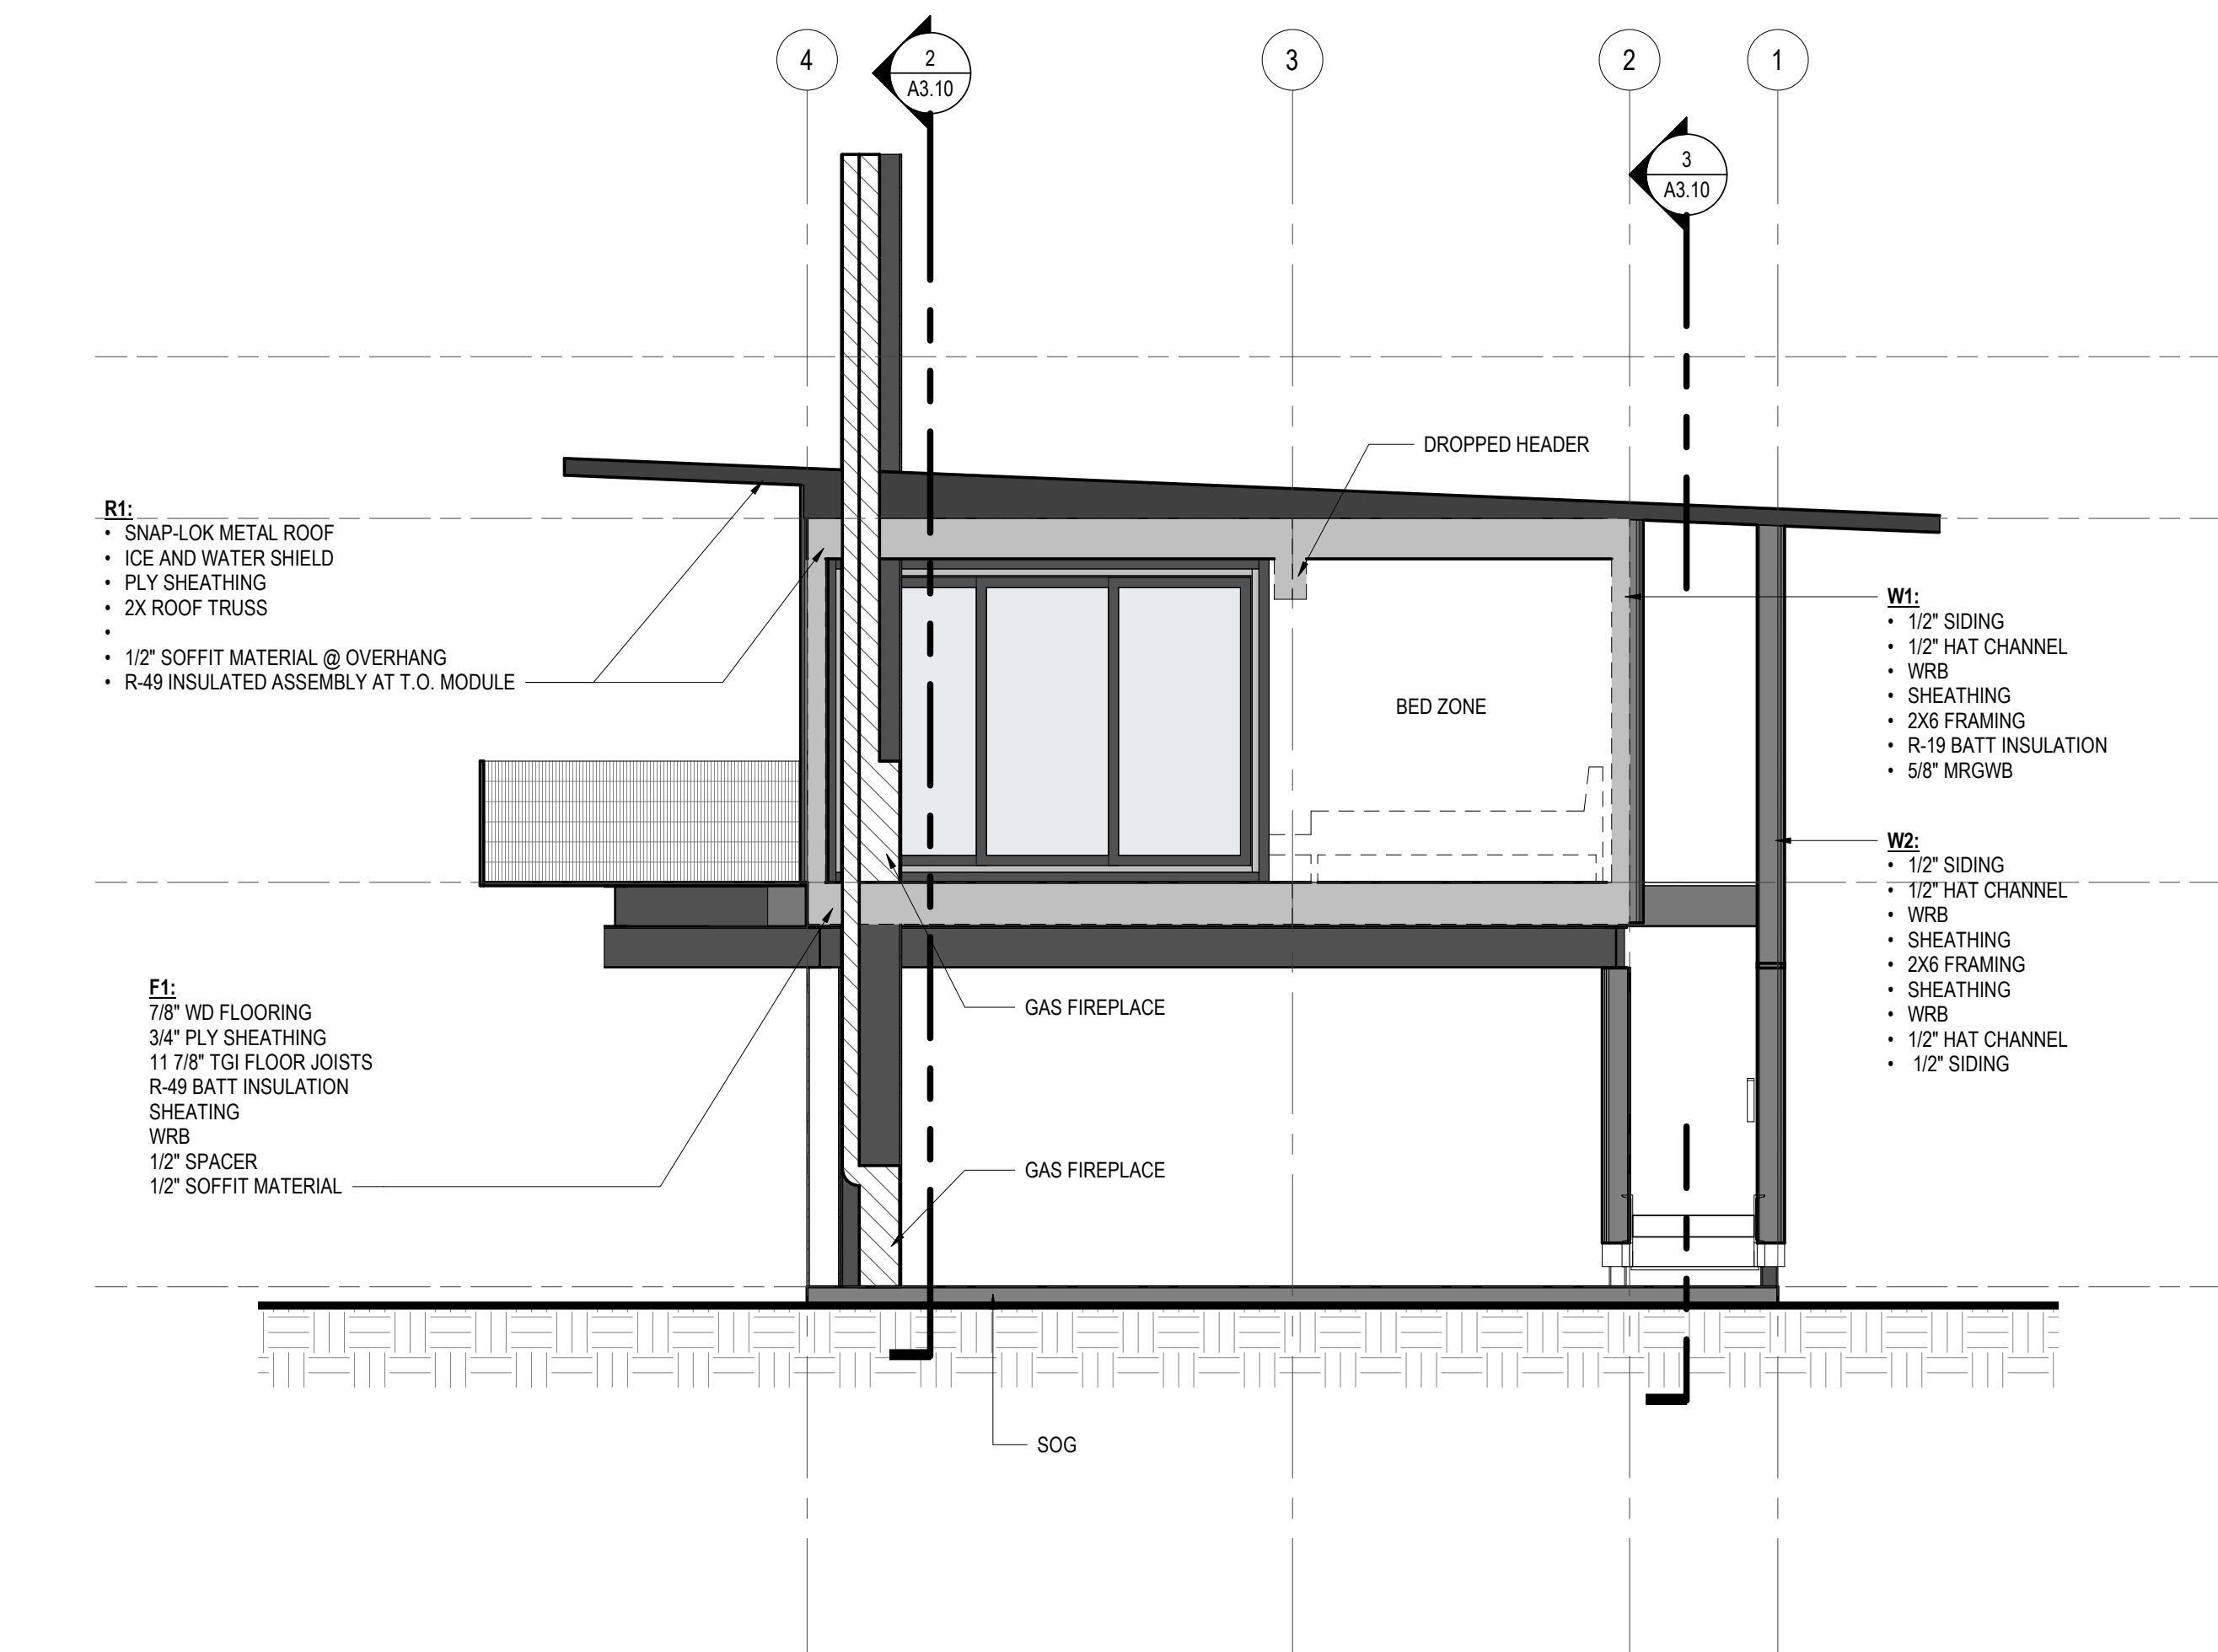 4
2
A3.10
3
2
1
3
A3.10
DROPPED HEADER
R1:
• SNAP-LOK METAL ROOF
• ICE AND WATER SHIELD
• PLY SHEATHING
• 2X ROOF TRUSS
•
• 1/2" SOFFIT MATERIAL @ OVERHANG
• R-49 INSULATED ASSEMBLY AT T.O. MODULE
BED ZONE
W1:
• 1/2" SIDING
• 1/2" HAT CHANNEL
• WRB
• SHEATHING
• 2X6 FRAMING
• R-19 BATT INSULATION
• 5/8" MRGWB
W2:
• 1/2" SIDING
• 1/2" HAT CHANNEL
• WRB
• SHEATHING
• 2X6 FRAMING
• SHEATHING
• WRB
• 1/2" HAT CHANNEL
• 1/2" SIDING
F1:
7/8" WD FLOORING
3/4" PLY SHEATHING
11 7/8" TGI FLOOR JOISTS
R-49 BATT INSULATION
SHEATING
WRB
1/2" SPACER
1/2" SOFFIT MATERIAL
GAS FIREPLACE
GAS FIREPLACE
SOG